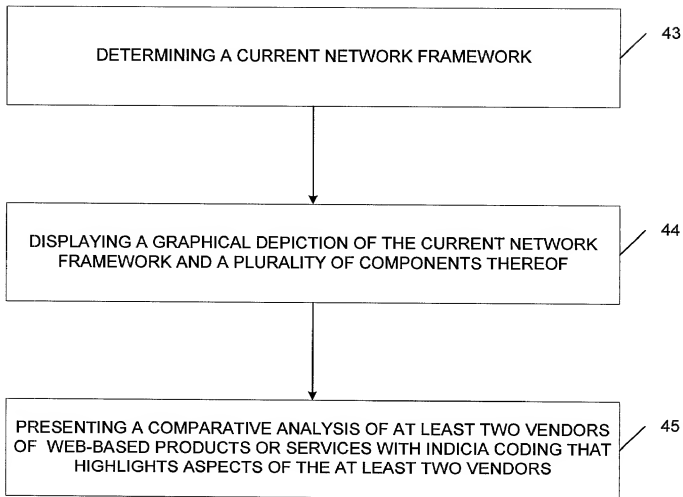 DETERMINING A CURRENT NETWORK FRAMEWORK
43
DISPLAYING A GRAPHICAL DEPICTION OF THE CURRENT NETWORK
FRAMEWORK AND A PLURALITY OF COMPONENTS THEREOF
44
PRESENTING A COMPARATIVE ANALYSIS OF AT LEAST TWO VENDORS
OF WEB-BASED PRODUCTS OR SERVICES WITH INDICIA CODING THAT
HIGHLIGHTS ASPECTS OF THE AT LEAST TWO VENDORS
45